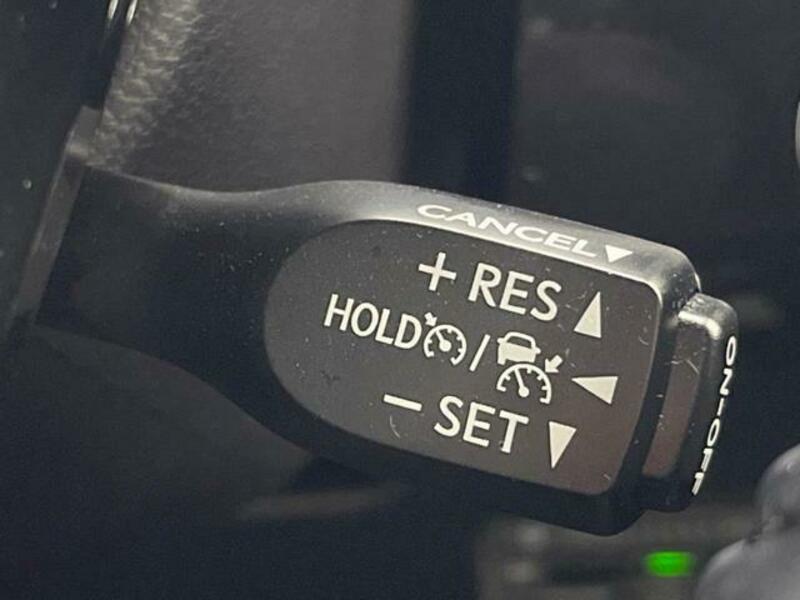 CANCEL
+ RES
HOLD /
− SET
ON-OFF